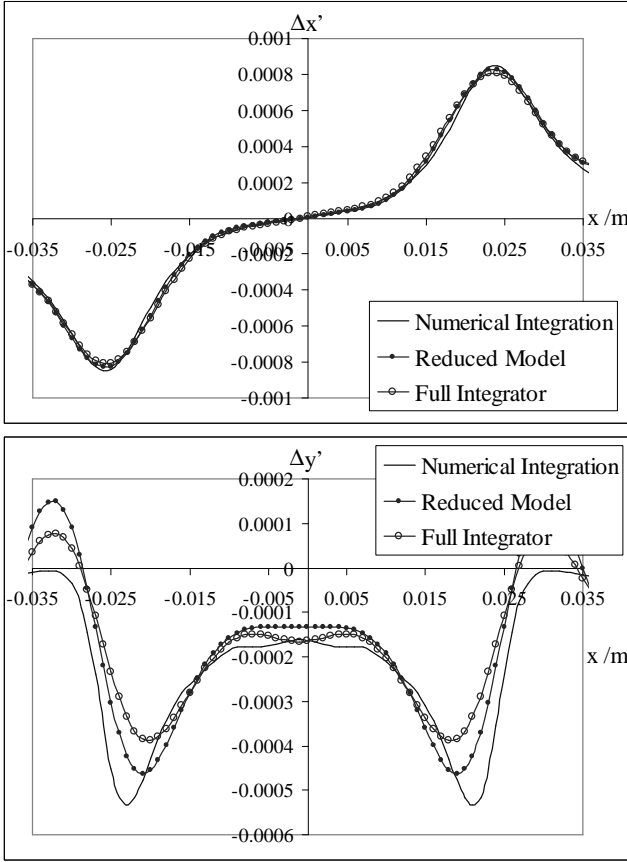 Δx’
0.001
0.0008
0.0006
0.0004
0.0002
0
x /m
-0.035 -0.025 -0.015 -0.005 0.005 0.015 0.025 0.035
-0.0002
-0.0004
-0.0006
-0.0008
-0.001
Numerical Integration
Reduced Model
Full Integrator
Δy’
Numerical Integration
Reduced Model
Full Integrator
0.0002
0.0001
0
-0.035 -0.025 -0.015 -0.005 0.005 0.015 0.025 0.035
-0.0001
x /m
-0.0002
-0.0003
-0.0004
-0.0005
-0.0006